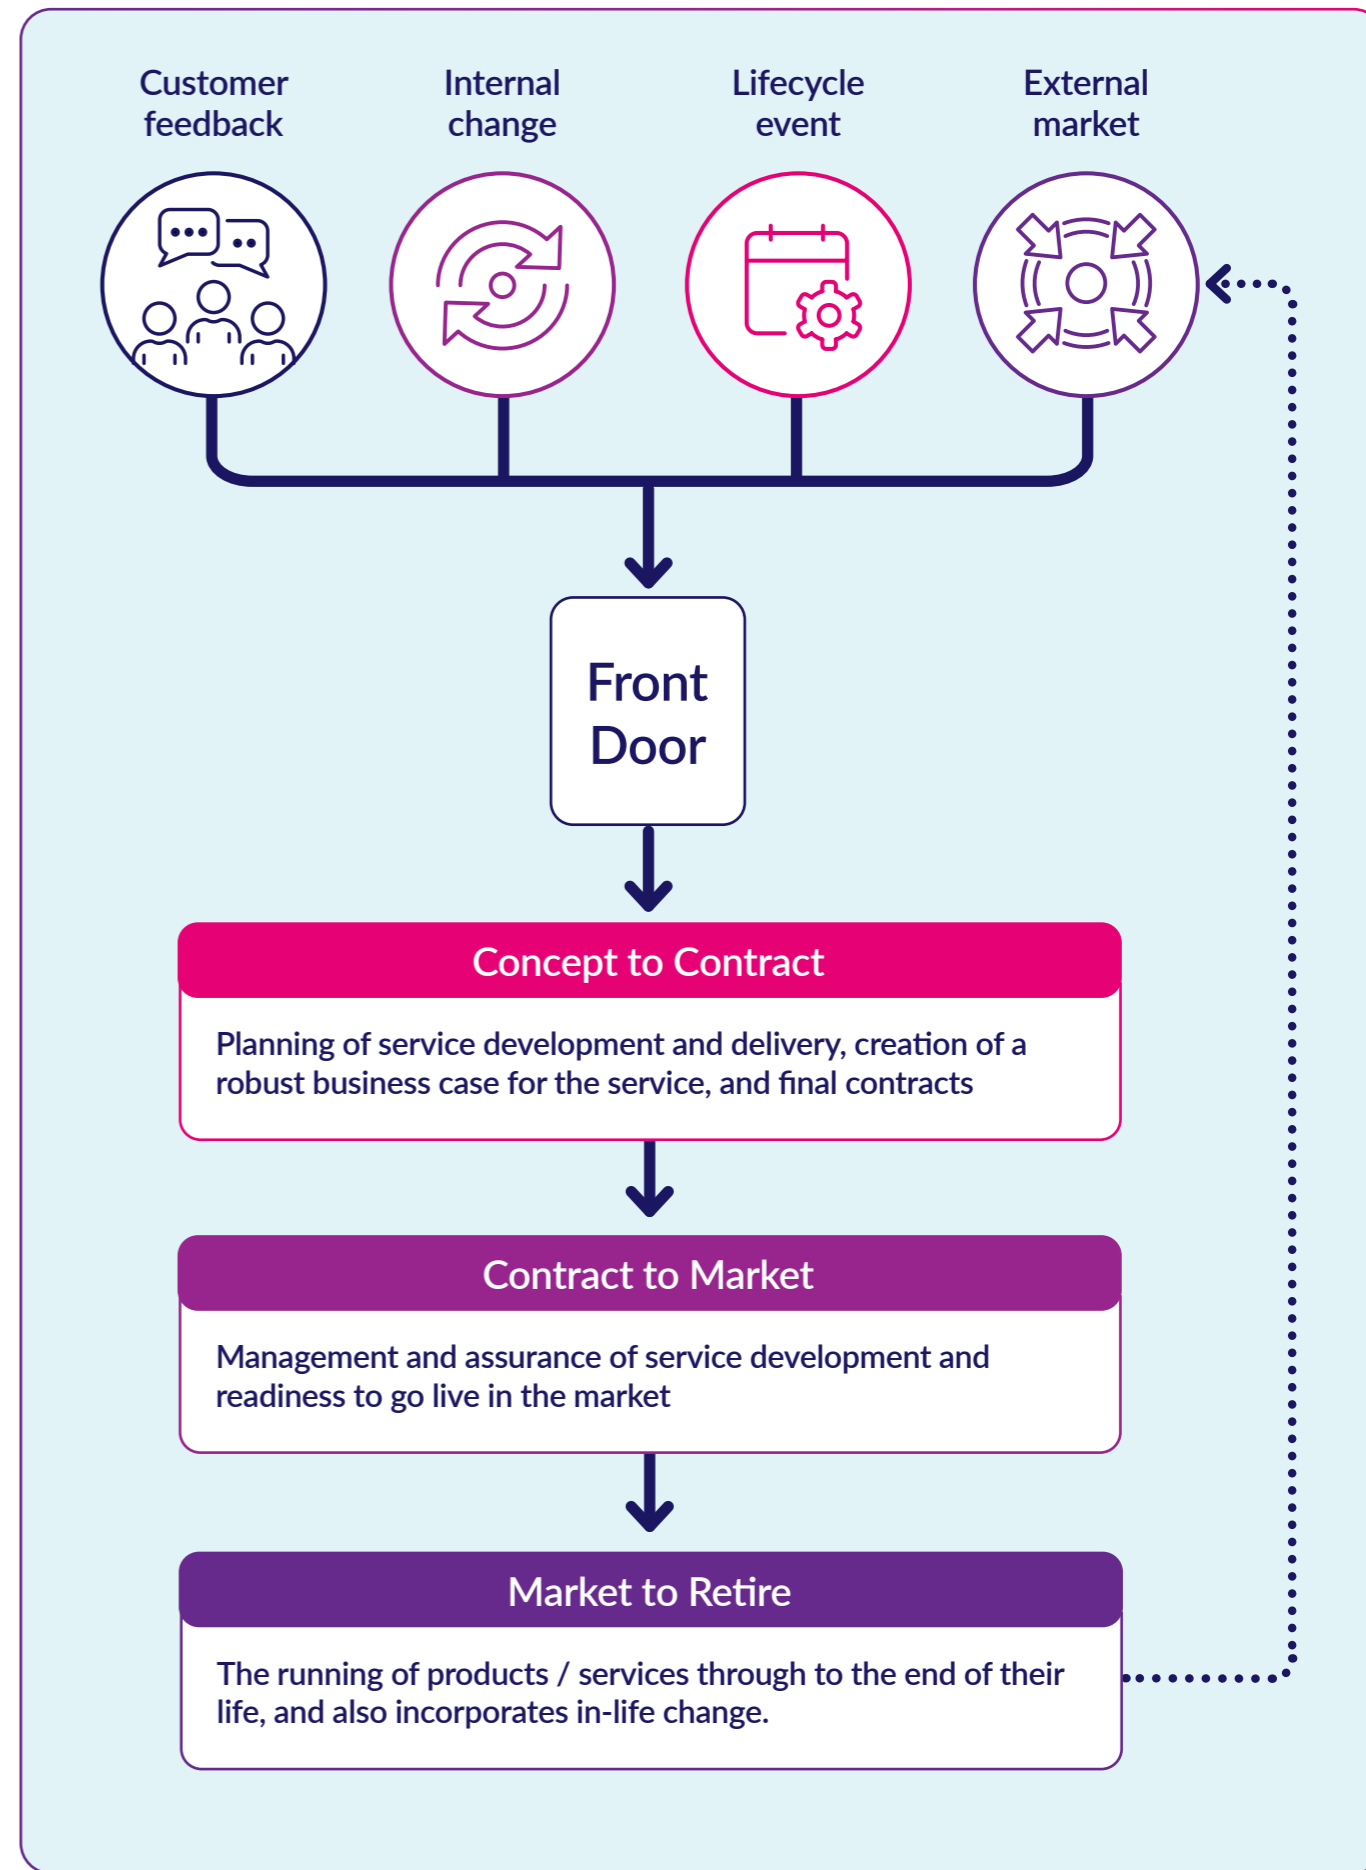 Customer
feedback
Internal
change
Lifecycle
event
External
market
Front
Door
Concept to Contract
Planning of service development and delivery, creation of a
robust business case for the service, and final contracts
Contract to Market
Management and assurance of service development and
readiness to go live in the market
Market to Retire
The running of products / services through to the end of their
life, and also incorporates in-life change.